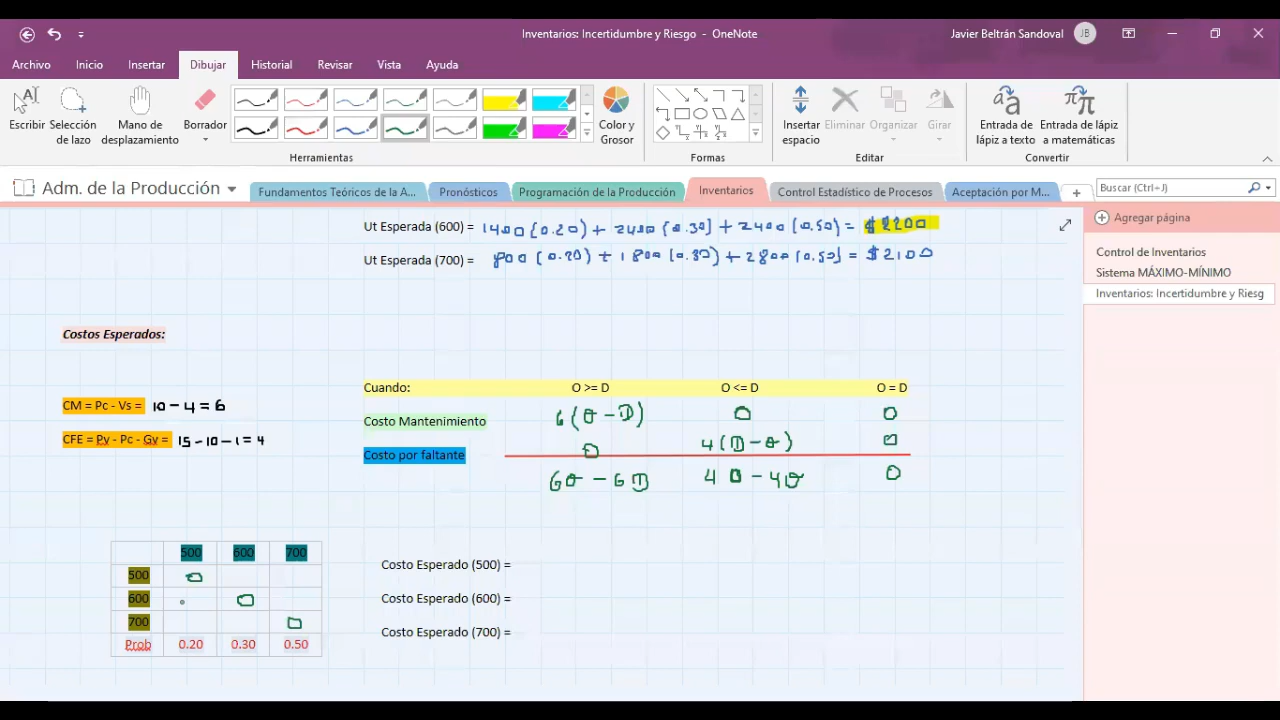 Inventarios: Incertidumbre y Riesgo - OneNote
Javier Beltrán Sandoval JB
Archivo Inicio Insertar Dibujar Historial Revisar Vista Ayuda
Escribir Selección de lazo Mano de desplazamiento Borrador Color y Grosor Insertar espacio Eliminar Organizar Girar Entrada de lápiz a texto Entrada de lápiz a matemáticas
Herramientas Formas Editar Convertir
Adm. de la Producción Fundamentos Teóricos de la A... Pronósticos Programación de la Producción Inventarios Control Estadístico de Procesos Aceptación por M... Buscar (Ctrl+J)
Agregar página
Control de Inventarios
Sistema MÁXIMO-MÍNIMO
Inventarios: Incertidumbre y Riesg
Ut Esperada (600) = 1400 (0.20) + 2400 (0.30) + 2400 (0.50) = $2200
Ut Esperada (700) = 800 (0.20) + 1800 (0.30) + 2800 (0.50) = $2100
Costos Esperados:
Cuando: O >= D O <= D O = D
CM = Pc - Vs = 10 - 4 = 6
Costo Mantenimiento 6(O - D) 0 0
CFE = Pv - Pc - Gv = 15 - 10 - 1 = 4
Costo por faltante 0 4(D - O) 0
6O - 6D 4D - 4O 0
500 600 700
500 0
600 0
700 0
Prob 0.20 0.30 0.50
Costo Esperado (500) =
Costo Esperado (600) =
Costo Esperado (700) =